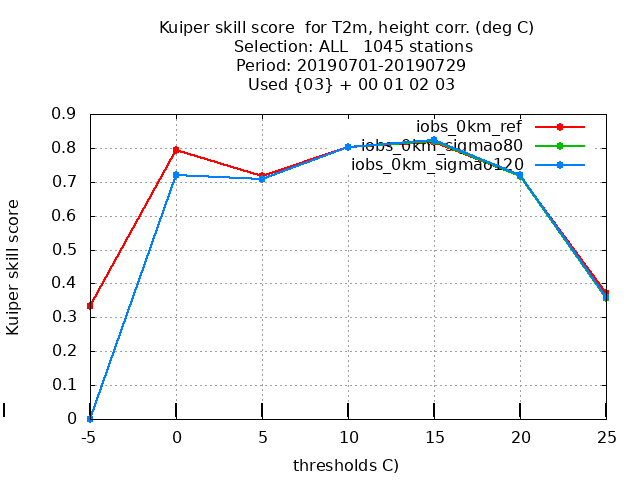 Kuiper skill score  for T2m, height corr. (deg C)
Selection: ALL   1045 stations
Period: 20190701-20190729
Used {03} + 00 01 02 03
iobs_0km_ref
iobs_0km_sigmao80
iobs_0km_sigmao120
Kuiper skill score
0.9
0.8
0.7
0.6
0.5
0.4
0.3
0.2
0.1
0
-5 0 5 10 15 20 25
thresholds C)